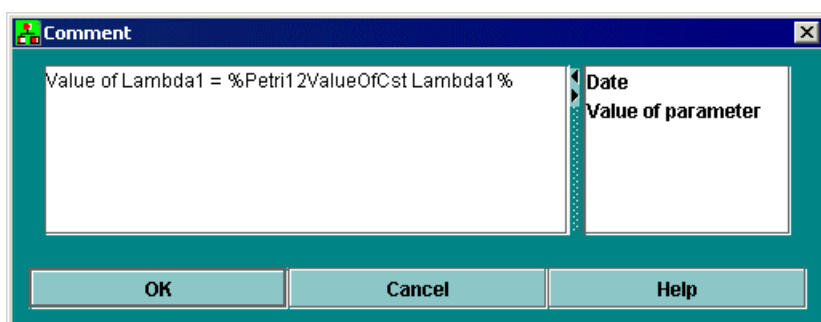 Comment
Value of Lambda1 = %Petri12ValueOfCst Lambda1%
Date
Value of parameter
OK
Cancel
Help